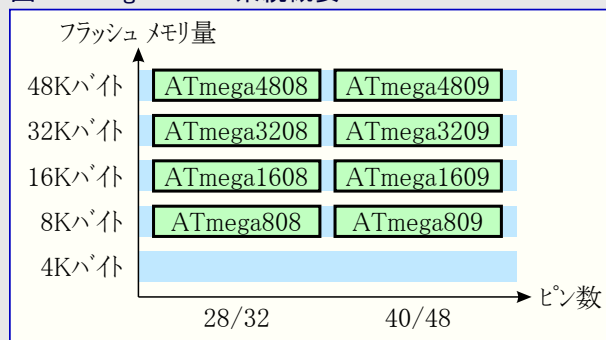 フラッシュ メモリ量
48Kバイト ATmega4808 ATmega4809
32Kバイト ATmega3208 ATmega3209
16Kバイト ATmega1608 ATmega1609
8Kバイト ATmega808 ATmega809
4Kバイト
ピン数
28/32 40/48